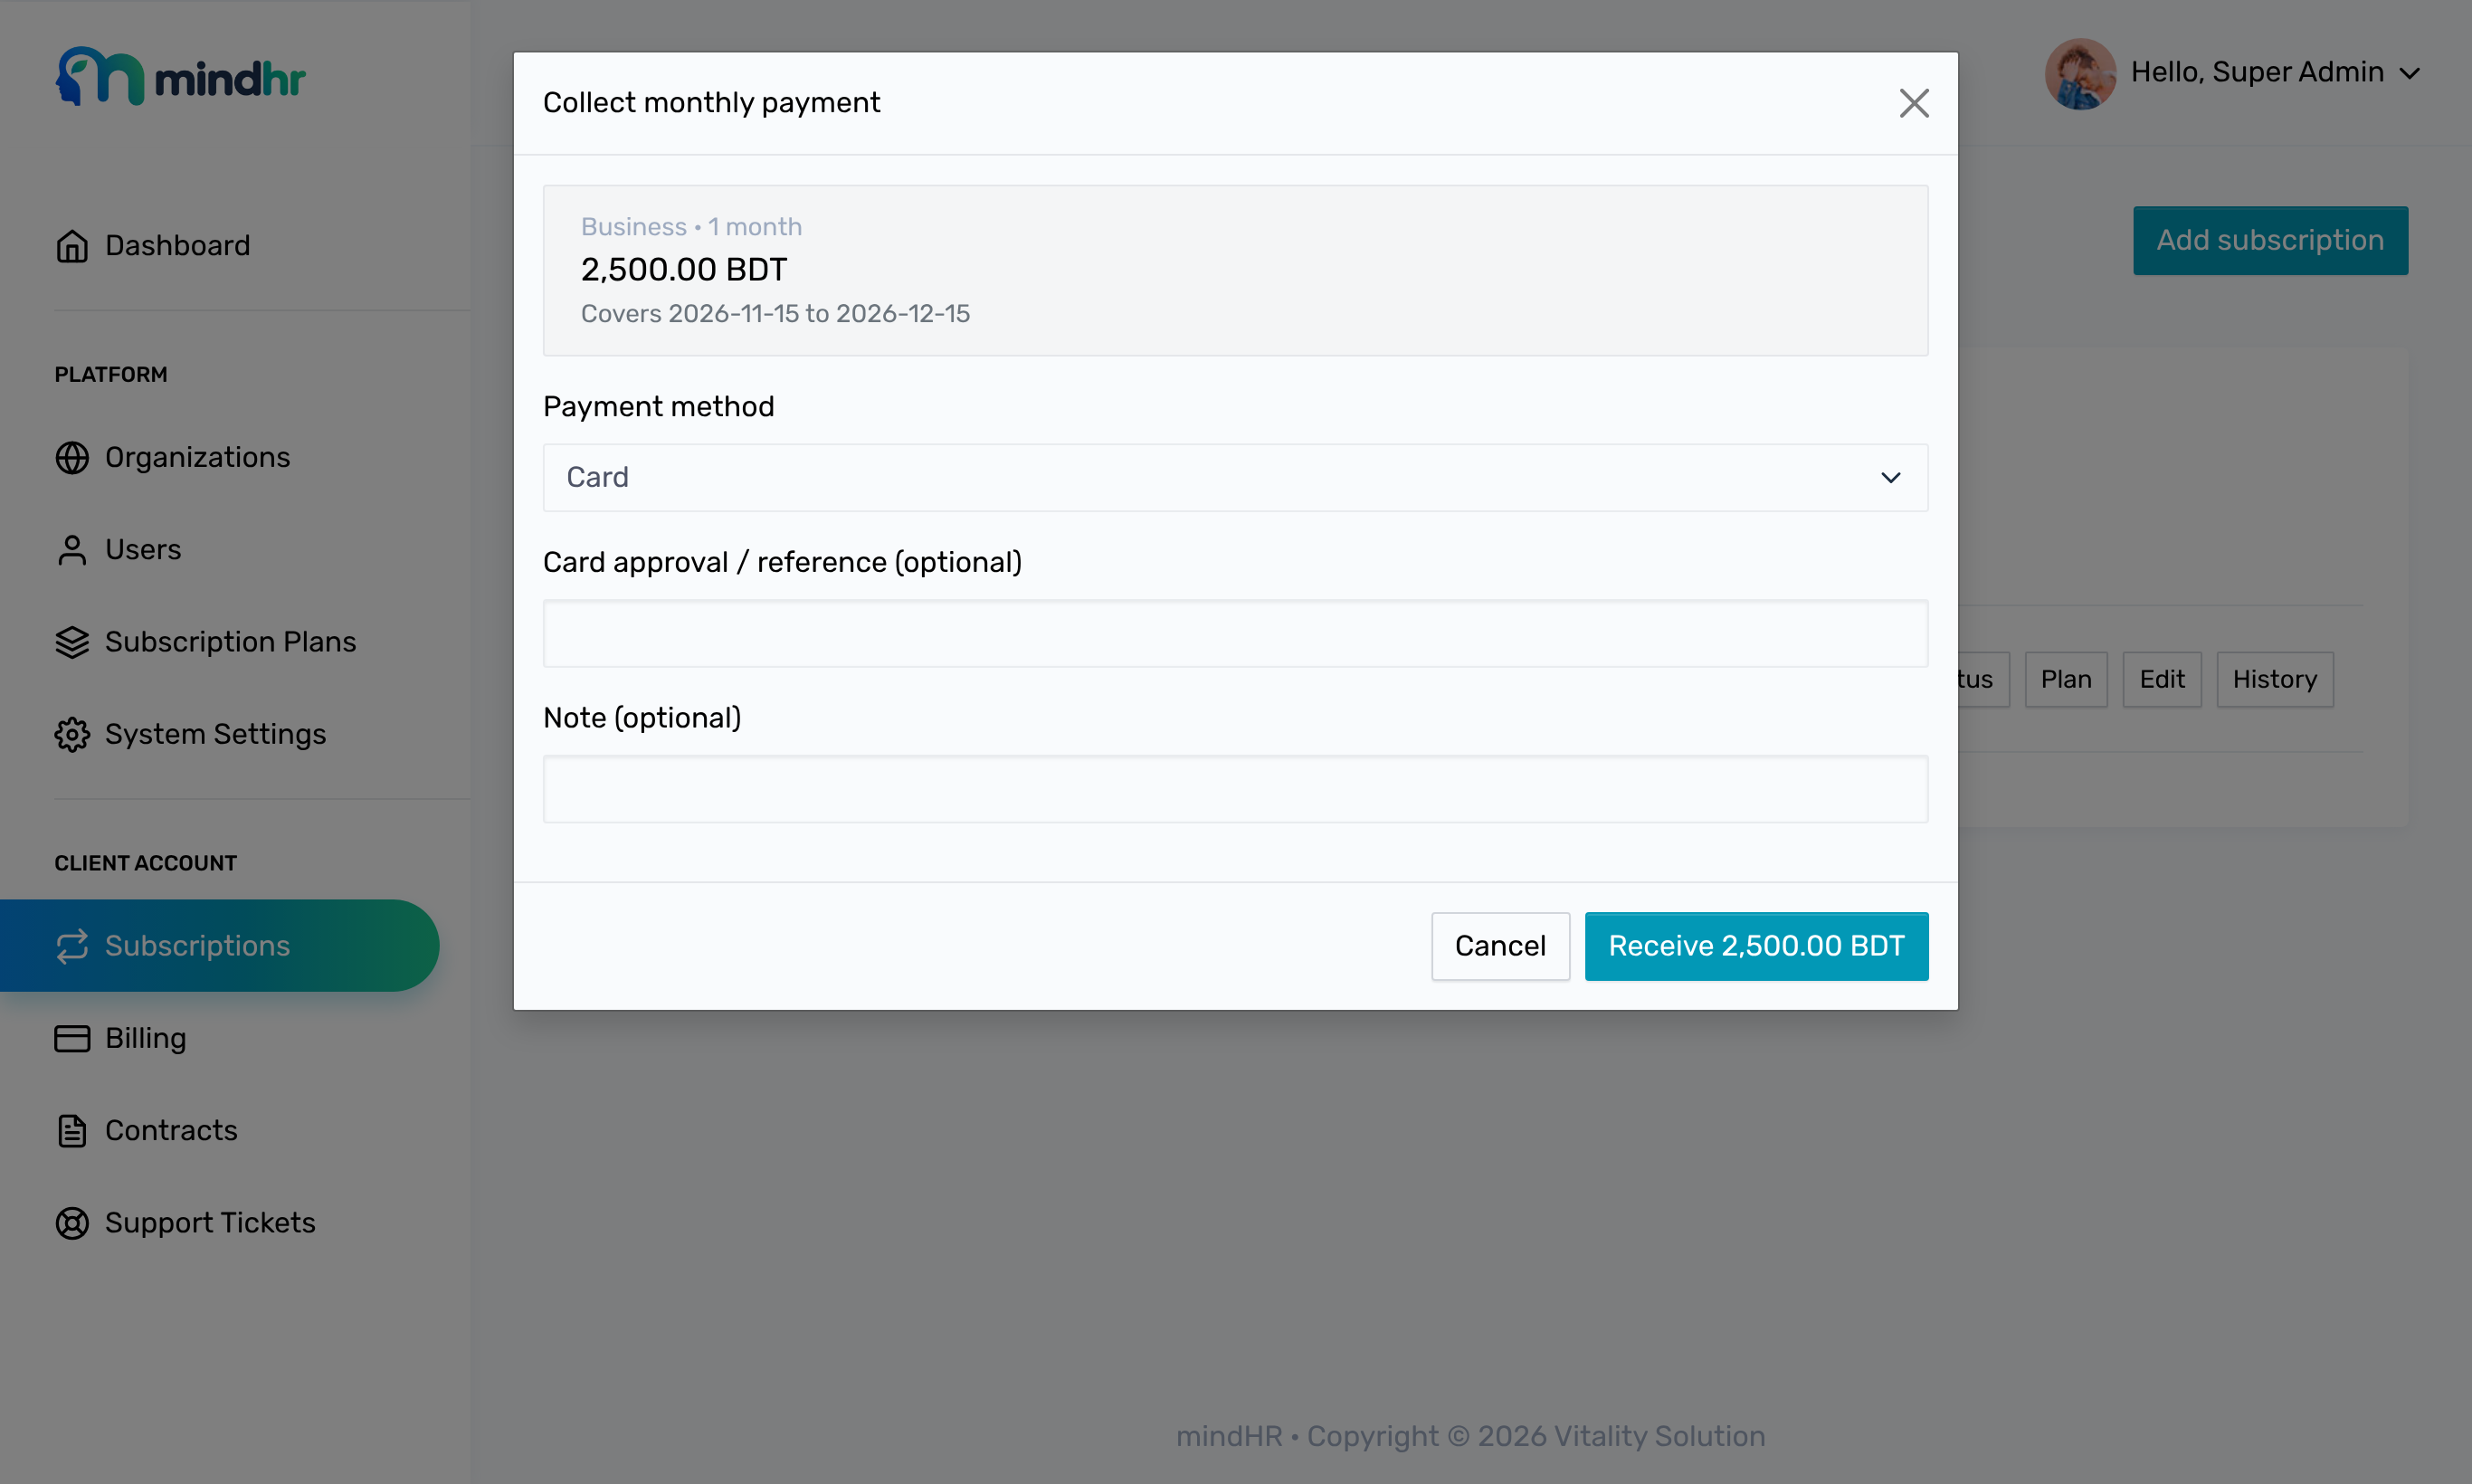 mindhr
Hello, Super Admin
Collect monthly payment
Add subscription
Business • 1 month
2,500.00 BDT
Covers 2026-11-15 to 2026-12-15
Dashboard
PLATFORM
Organizations
Users
Subscription Plans
System Settings
CLIENT ACCOUNT
Subscriptions
Billing
Contracts
Support Tickets
Payment method
Card
Card approval / reference (optional)
Note (optional)
Plan
Edit
History
Cancel
Receive 2,500.00 BDT
mindHR • Copyright © 2026 Vitality Solution